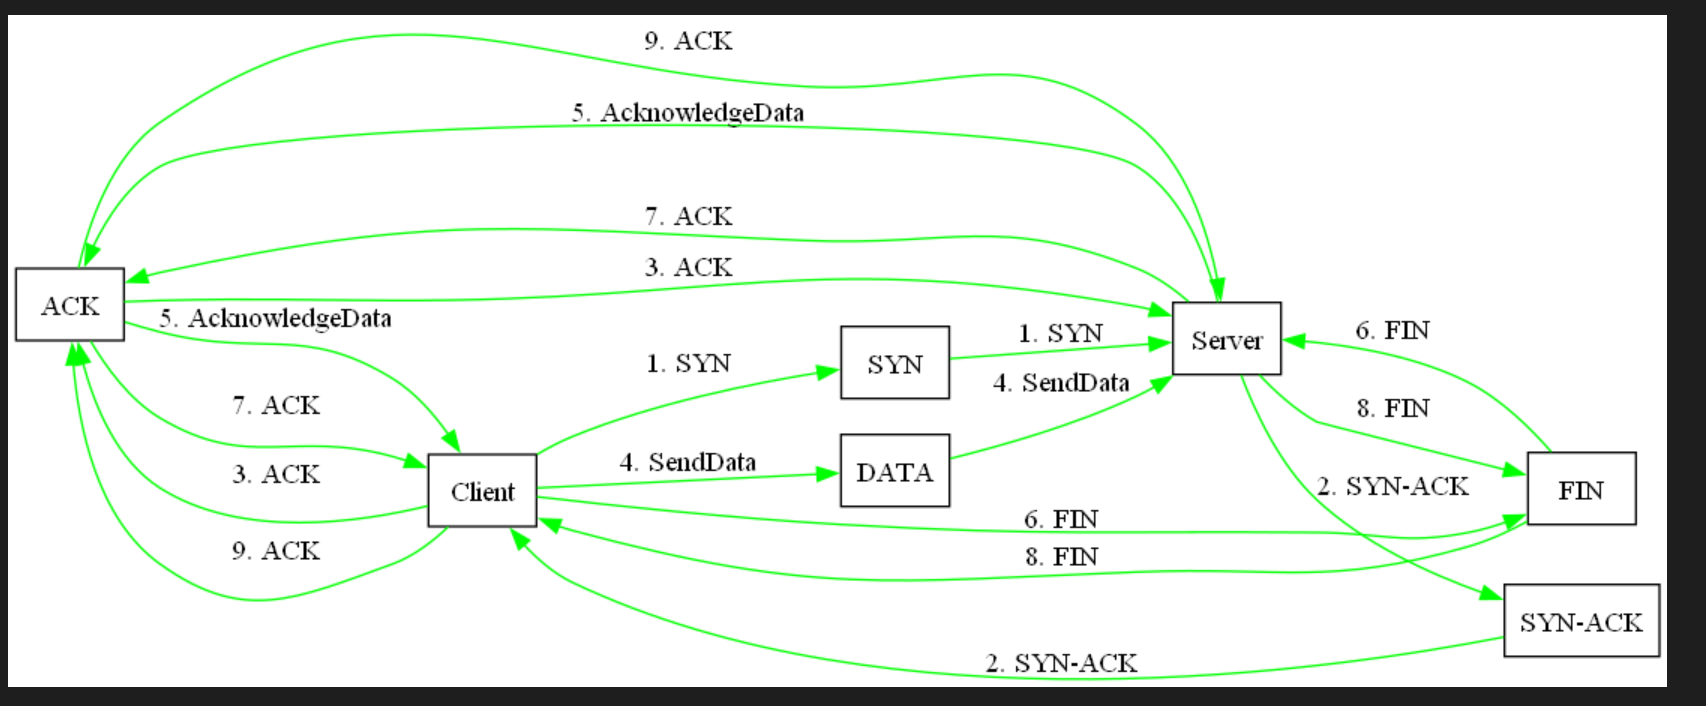 9. ACK
5. AcknowledgeData
7. ACK
3. ACK
ACK
5. AcknowledgeData
1. SYN
Server
6. FIN
1. SYN
SYN
4. SendData
7. ACK
8. FIN
4. SendData
DATA
3. ACK
Client
2. SYN-ACK
FIN
6. FIN
9. ACK
8. FIN
SYN-ACK
2. SYN-ACK